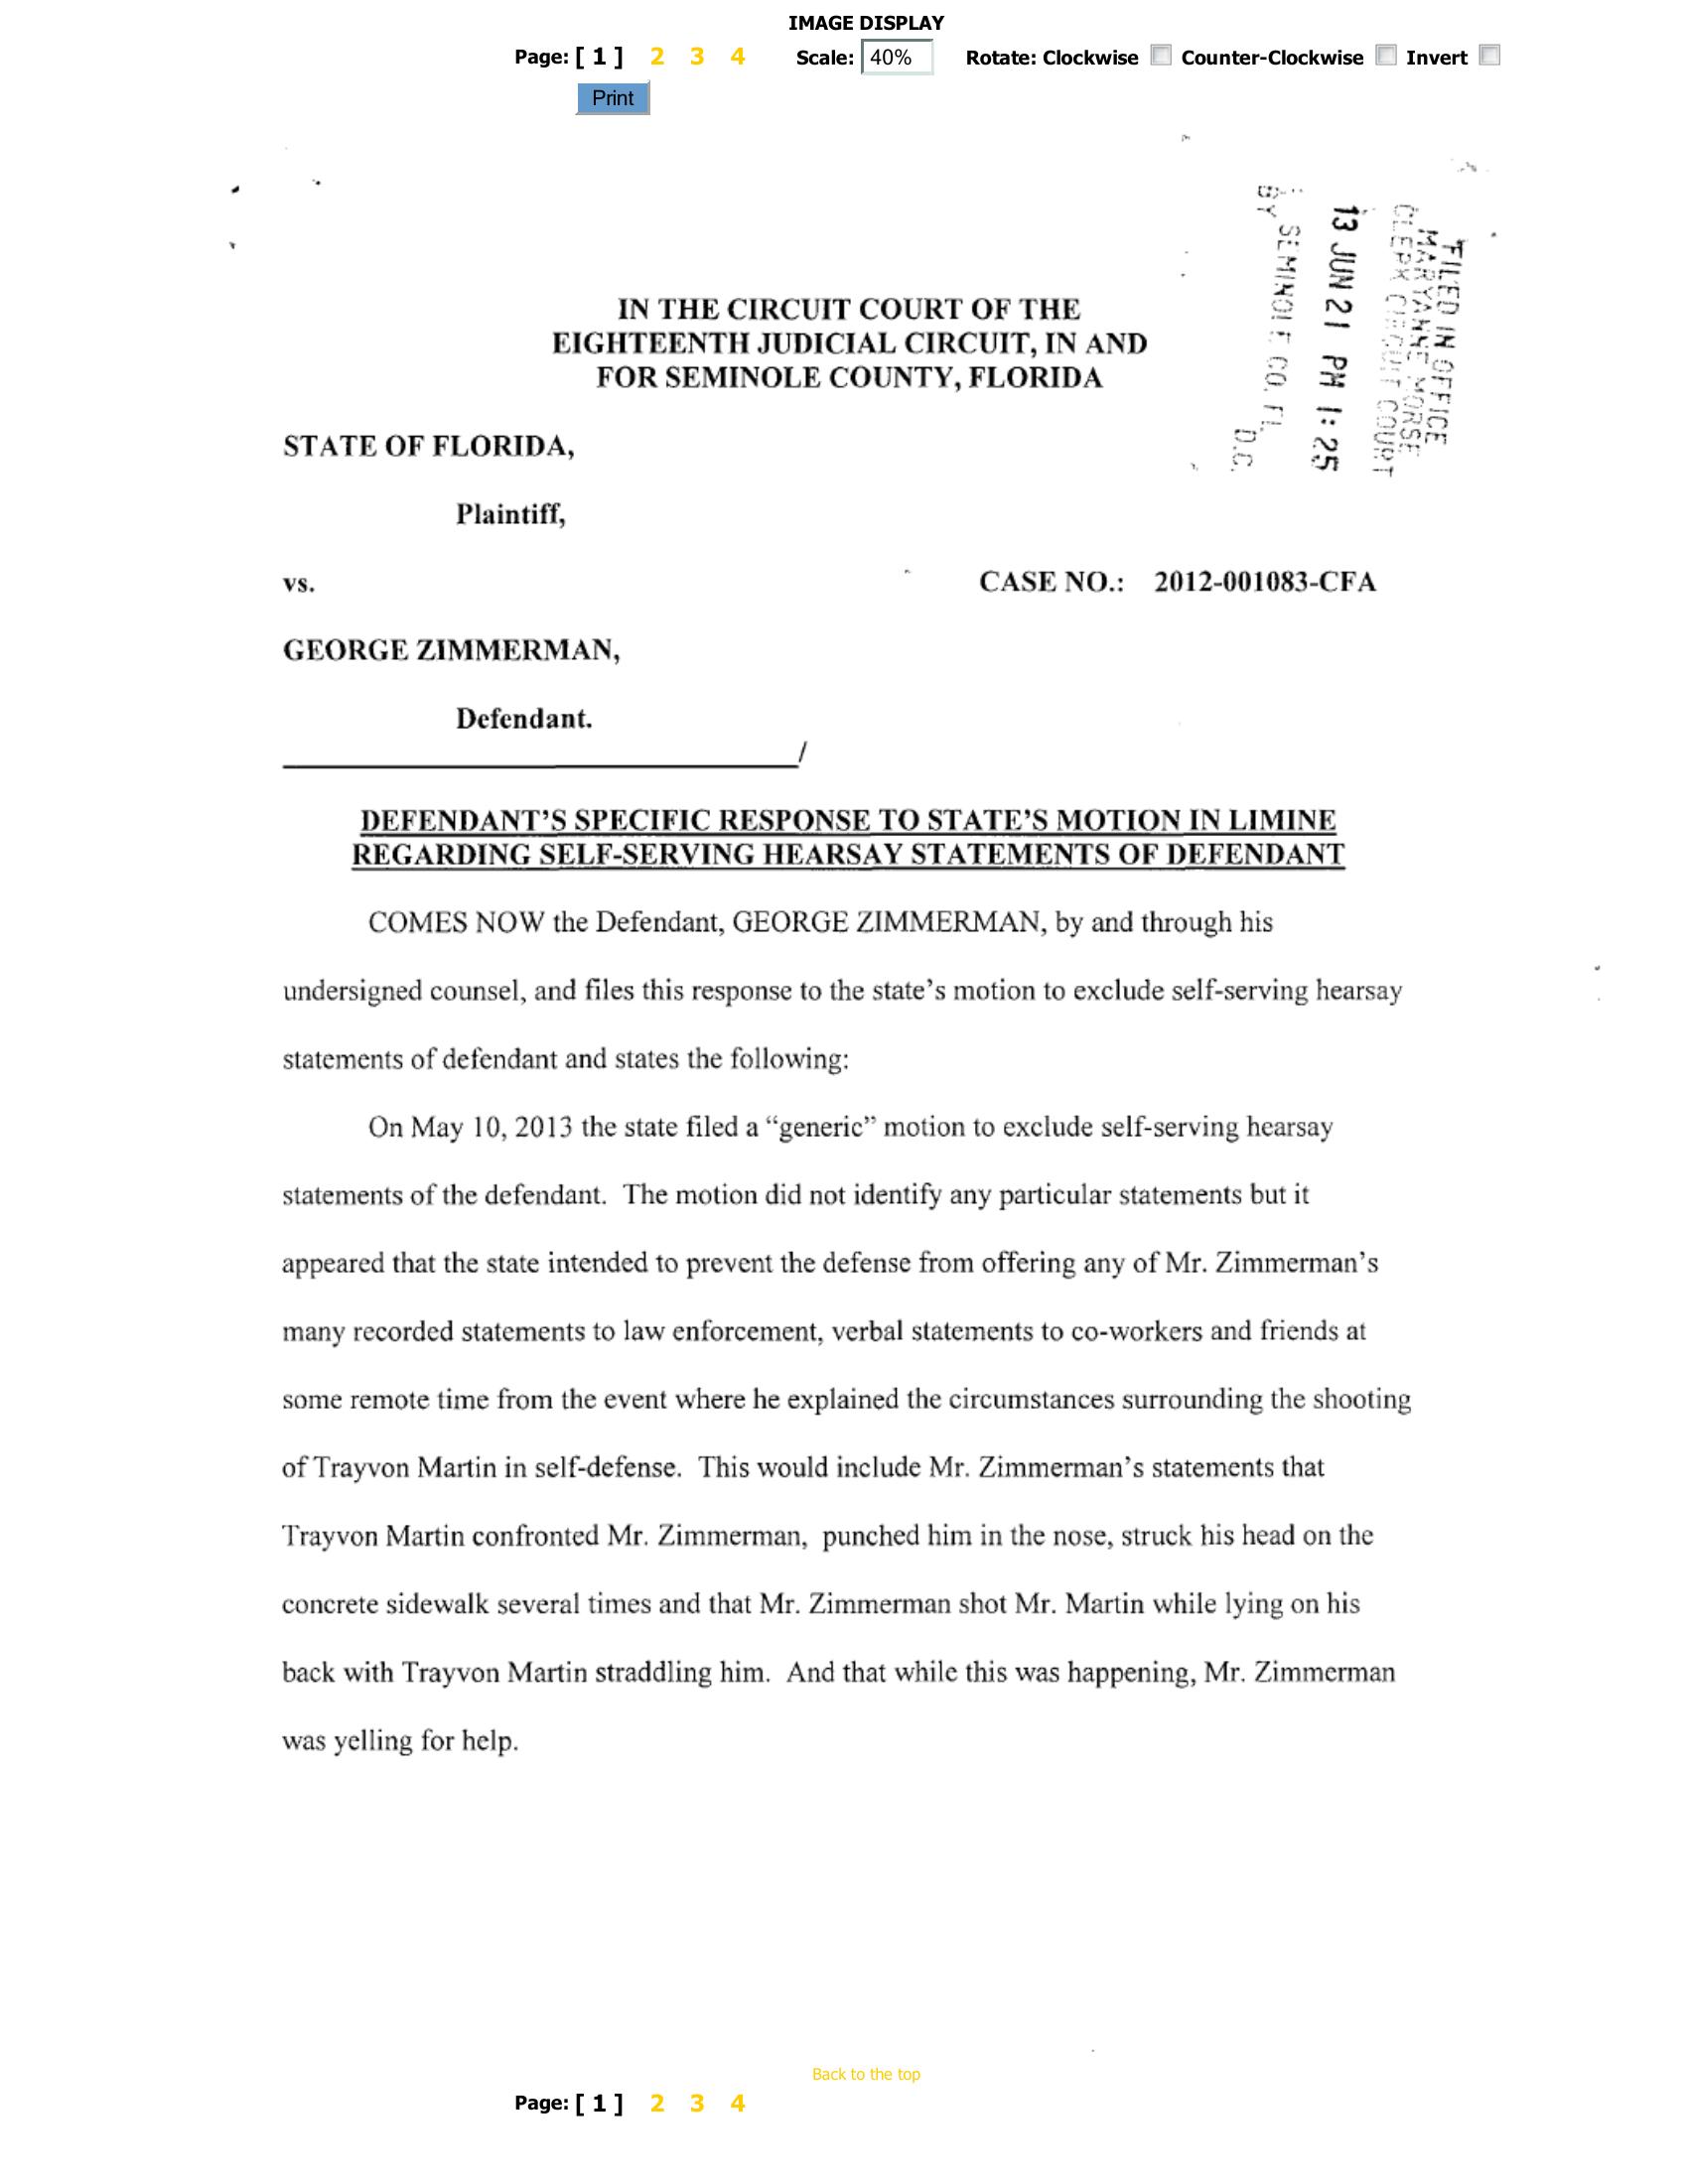 IMAGE DISPLAY
Page: [ 1 ] 2 3 4 Scale: 40% Rotate: Clockwise Counter-Clockwise Invert
Print
FILED IN OFFICE
MARYANNE MORSE
CLERK CIRCUIT COURT
13 JUN 21 PM 1:25
SEMINOLE CO. FL.
BY D.C.
IN THE CIRCUIT COURT OF THE
EIGHTEENTH JUDICIAL CIRCUIT, IN AND
FOR SEMINOLE COUNTY, FLORIDA
STATE OF FLORIDA,
Plaintiff,
vs. CASE NO.: 2012-001083-CFA
GEORGE ZIMMERMAN,
Defendant.
/
DEFENDANT'S SPECIFIC RESPONSE TO STATE'S MOTION IN LIMINE
REGARDING SELF-SERVING HEARSAY STATEMENTS OF DEFENDANT
COMES NOW the Defendant, GEORGE ZIMMERMAN, by and through his
undersigned counsel, and files this response to the state's motion to exclude self-serving hearsay
statements of defendant and states the following:
On May 10, 2013 the state filed a “generic” motion to exclude self-serving hearsay
statements of the defendant. The motion did not identify any particular statements but it
appeared that the state intended to prevent the defense from offering any of Mr. Zimmerman's
many recorded statements to law enforcement, verbal statements to co-workers and friends at
some remote time from the event where he explained the circumstances surrounding the shooting
of Trayvon Martin in self-defense. This would include Mr. Zimmerman's statements that
Trayvon Martin confronted Mr. Zimmerman, punched him in the nose, struck his head on the
concrete sidewalk several times and that Mr. Zimmerman shot Mr. Martin while lying on his
back with Trayvon Martin straddling him. And that while this was happening, Mr. Zimmerman
was yelling for help.
Back to the top
Page: [ 1 ] 2 3 4